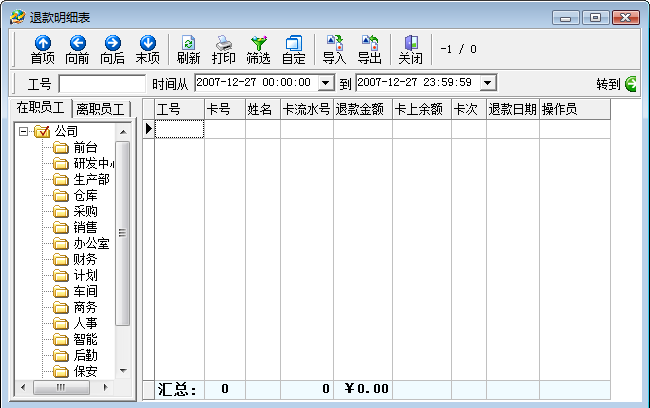 退款明细表
首项 向前 向后 末项 刷新 打印 筛选 自定 导入 导出 关闭 -1 / 0
工号 时间从 2007-12-27 00:00:00 到 2007-12-27 23:59:59 转到
在职员工 离职员工
工号 卡号 姓名 卡流水号 退款金额 卡上余额 卡次 退款日期 操作员
公司
前台
研发中心
生产部
仓库
采购
销售
办公室
财务
计划
车间
商务
人事
智能
后勤
保安
汇总: 0 0 ￥0.00